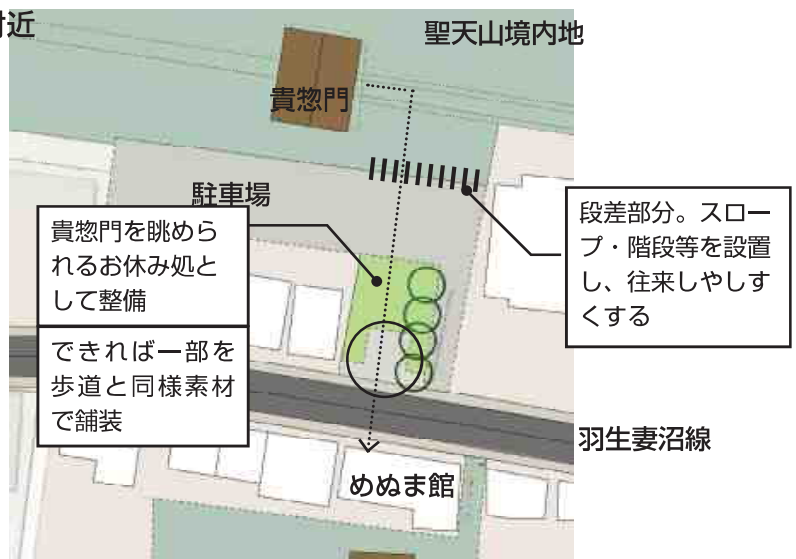 付近
聖天山境内地
貴惣門
駐車場
貴惣門を眺めら
れるお休み処と
して整備
できれば一部を
歩道と同様素材
で舗装
段差部分。スロー
プ・階段等を設置
し、往来しやしす
くする
羽生妻沼線
めぬま館